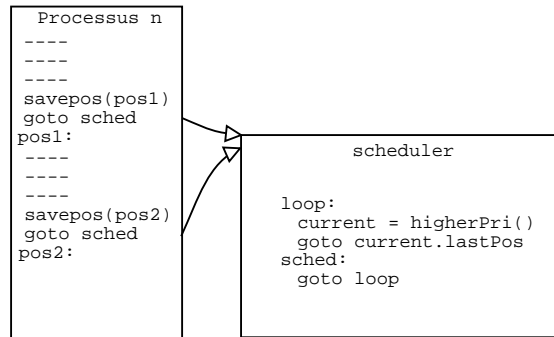 Processus n
----
----
----
savepos(pos1)
goto sched
pos1:
----
----
----
savepos(pos2)
goto sched
pos2:
scheduler
loop:
current = higherPri()
goto current.lastPos
sched:
goto loop